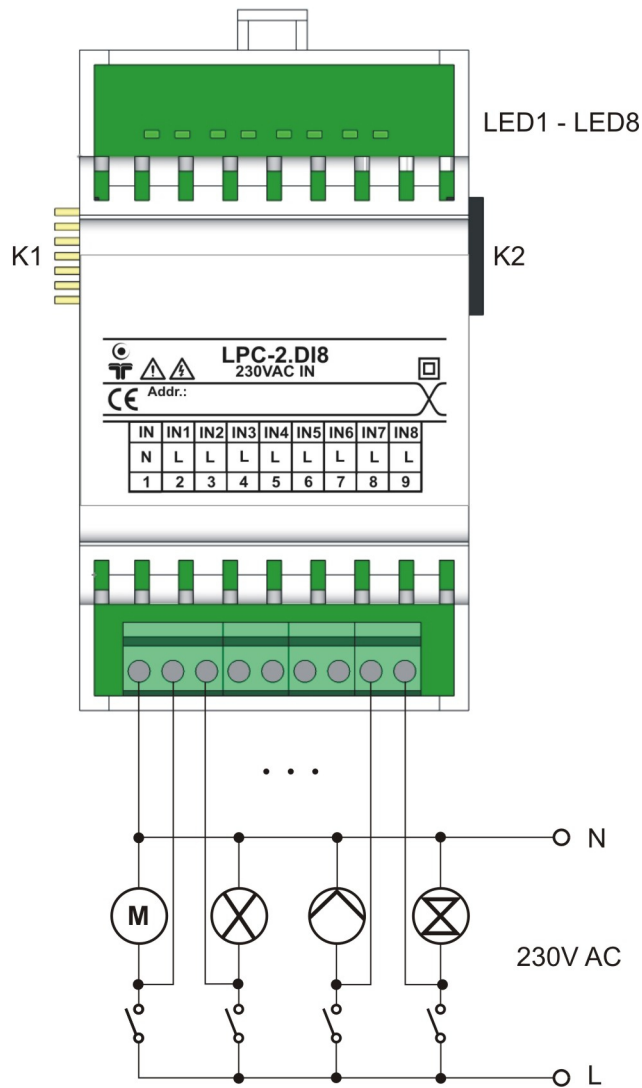 LED1 - LED8
K1
K2
LPC-2.DI8
230VAC IN
CE Addr.:
IN IN1 IN2 IN3 IN4 IN5 IN6 IN7 IN8
N L L L L L L L L
1 2 3 4 5 6 7 8 9
. . .
N
M
230V AC
L